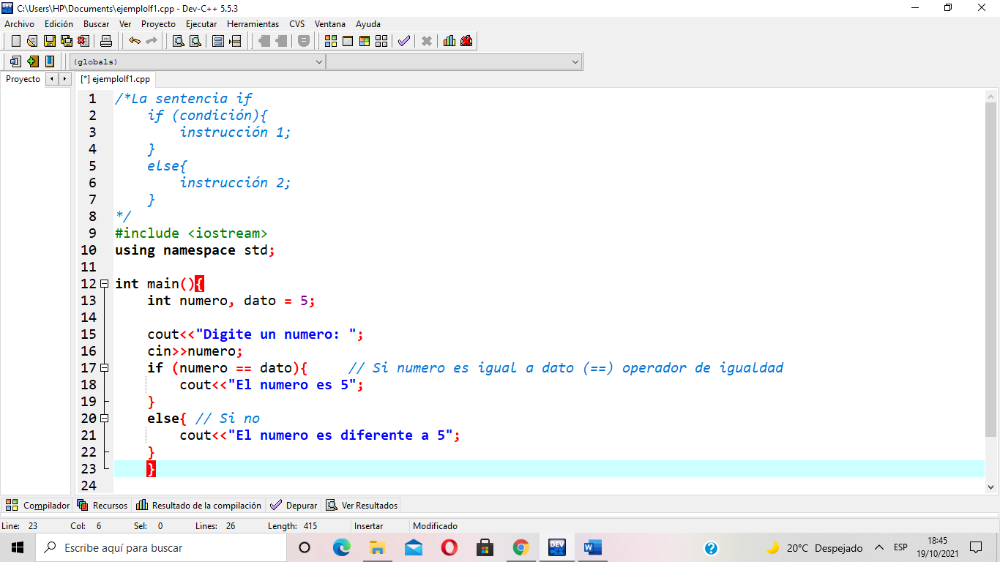 C:\Users\HP\Documents\ejemploIf1.cpp - Dev-C++ 5.5.3
Archivo Edición Buscar Ver Proyecto Ejecutar Herramientas CVS Ventana Ayuda
(globals)
Proyecto [*] ejemploIf1.cpp
1 /*La sentencia if
2 if (condición){
3 instrucción 1;
4 }
5 else{
6 instrucción 2;
7 }
8 */
9 #include <iostream>
10 using namespace std;
11
12 int main(){
13 int numero, dato = 5;
14
15 cout<<"Digite un numero: ";
16 cin>>numero;
17 if (numero == dato){ // Si numero es igual a dato (==) operador de igualdad
18 cout<<"El numero es 5";
19 }
20 else{ // Si no
21 cout<<"El numero es diferente a 5";
22 }
23 }
24
Compilador Recursos Resultado de la compilación Depurar Ver Resultados
Line: 23 Col: 6 Sel: 0 Lines: 26 Length: 415 Insertar Modificado
Escribe aquí para buscar DEV W ? 20°C Despejado ESP 18:45
19/10/2021